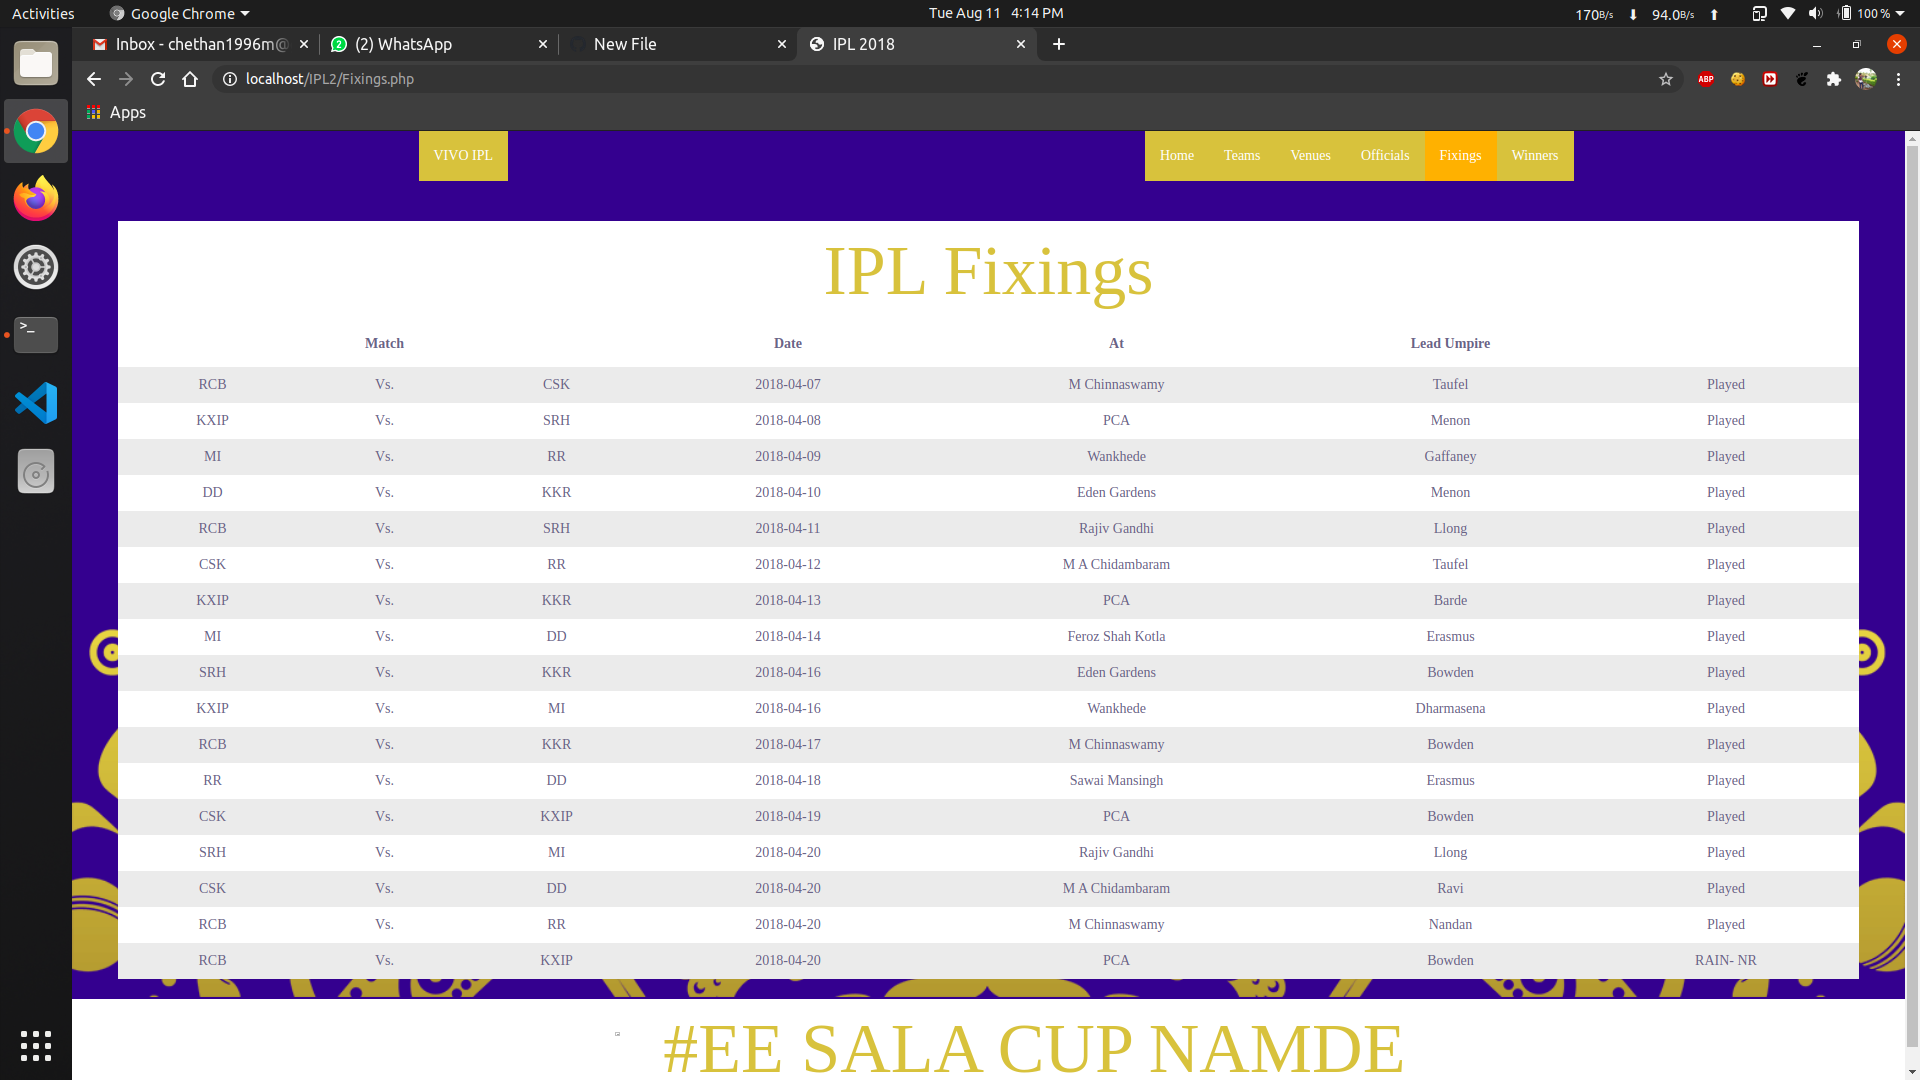 Activities Google Chrome Tue Aug 11 4:14 PM 170B/s 94.0B/s 100 %
Inbox - chethan1996m@ (2) WhatsApp New File IPL 2018
localhost/IPL2/Fixings.php ABP
Apps
VIVO IPL Home Teams Venues Officials Fixings Winners
IPL Fixings
Match Date At Lead Umpire
RCB Vs. CSK 2018-04-07 M Chinnaswamy Taufel Played
KXIP Vs. SRH 2018-04-08 PCA Menon Played
MI Vs. RR 2018-04-09 Wankhede Gaffaney Played
DD Vs. KKR 2018-04-10 Eden Gardens Menon Played
RCB Vs. SRH 2018-04-11 Rajiv Gandhi Llong Played
CSK Vs. RR 2018-04-12 M A Chidambaram Taufel Played
KXIP Vs. KKR 2018-04-13 PCA Barde Played
MI Vs. DD 2018-04-14 Feroz Shah Kotla Erasmus Played
SRH Vs. KKR 2018-04-16 Eden Gardens Bowden Played
KXIP Vs. MI 2018-04-16 Wankhede Dharmasena Played
RCB Vs. KKR 2018-04-17 M Chinnaswamy Bowden Played
RR Vs. DD 2018-04-18 Sawai Mansingh Erasmus Played
CSK Vs. KXIP 2018-04-19 PCA Bowden Played
SRH Vs. MI 2018-04-20 Rajiv Gandhi Llong Played
CSK Vs. DD 2018-04-20 M A Chidambaram Ravi Played
RCB Vs. RR 2018-04-20 M Chinnaswamy Nandan Played
RCB Vs. KXIP 2018-04-20 PCA Bowden RAIN- NR
#EE SALA CUP NAMDE